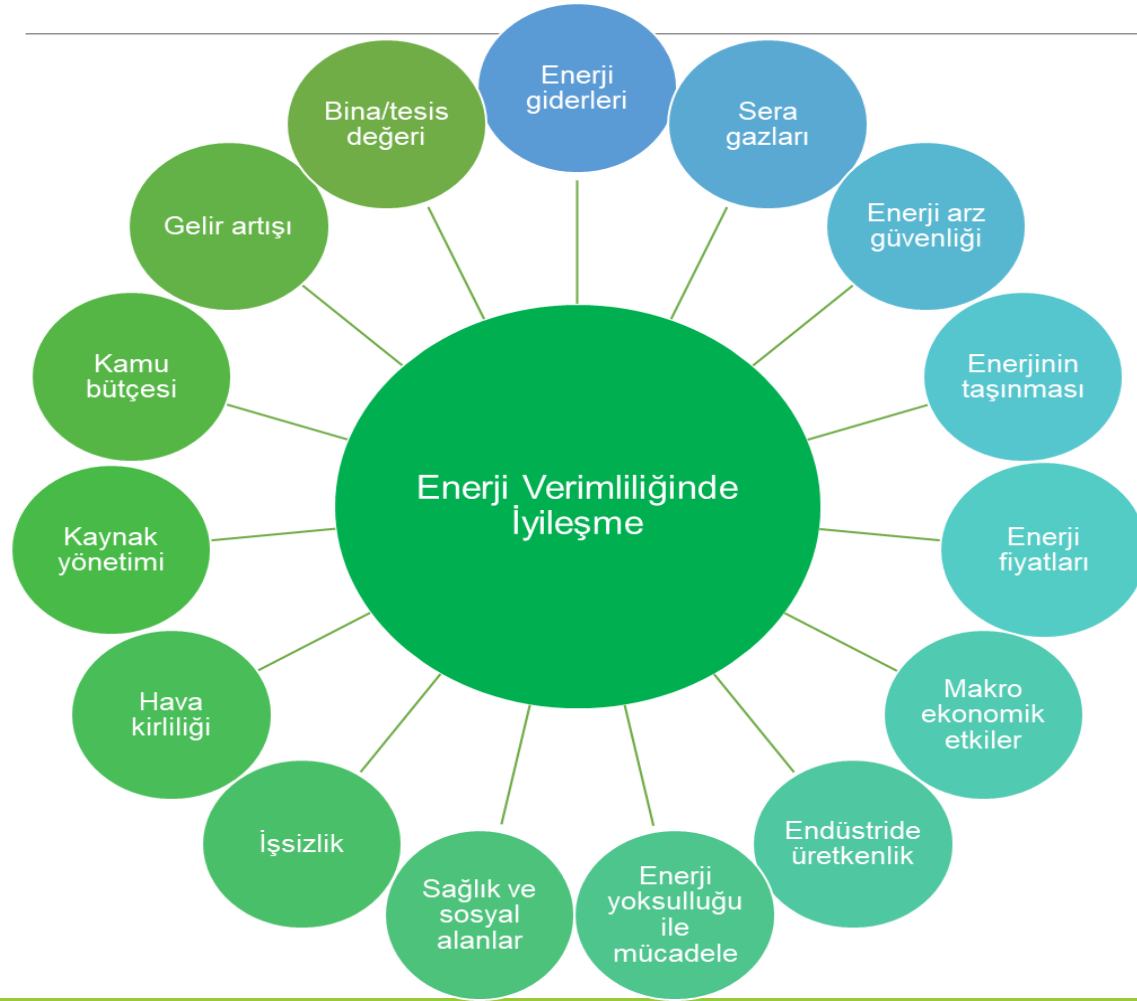 Enerji
giderleri
Sera
gazları
Enerji arz
güvenliği
Enerjinin
taşınması
Enerji
fiyatları
Makro
ekonomik
etkiler
Endüstride
üretkenlik
Enerji
yoksulluğu
ile
mücadele
Sağlık ve
sosyal
alanlar
İşsizlik
Hava
kirliliği
Kaynak
yönetimi
Kamu
bütçesi
Gelir artışı
Bina/tesis
değeri
Enerji Verimliliğinde
İyileşme